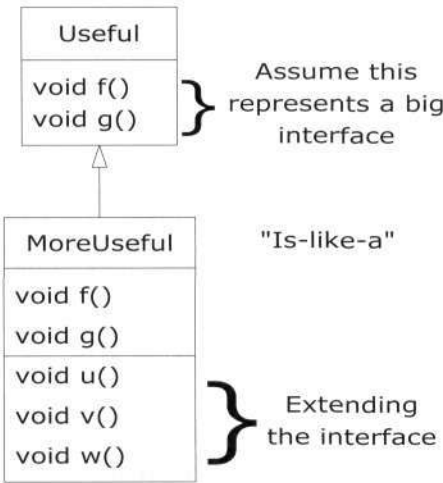 Useful
void f()
void g()
Assume this
represents a big
interface
MoreUseful
"Is-like-a"
void f()
void g()
void u()
void v()
void w()
Extending
the interface